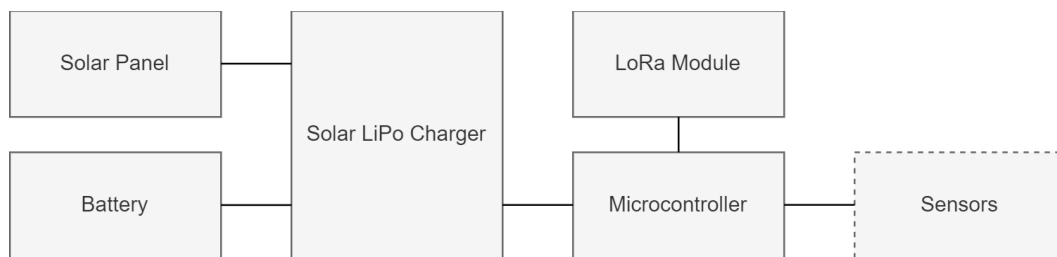 Solar Panel
LoRa Module
Solar LiPo Charger
Battery
Microcontroller
Sensors